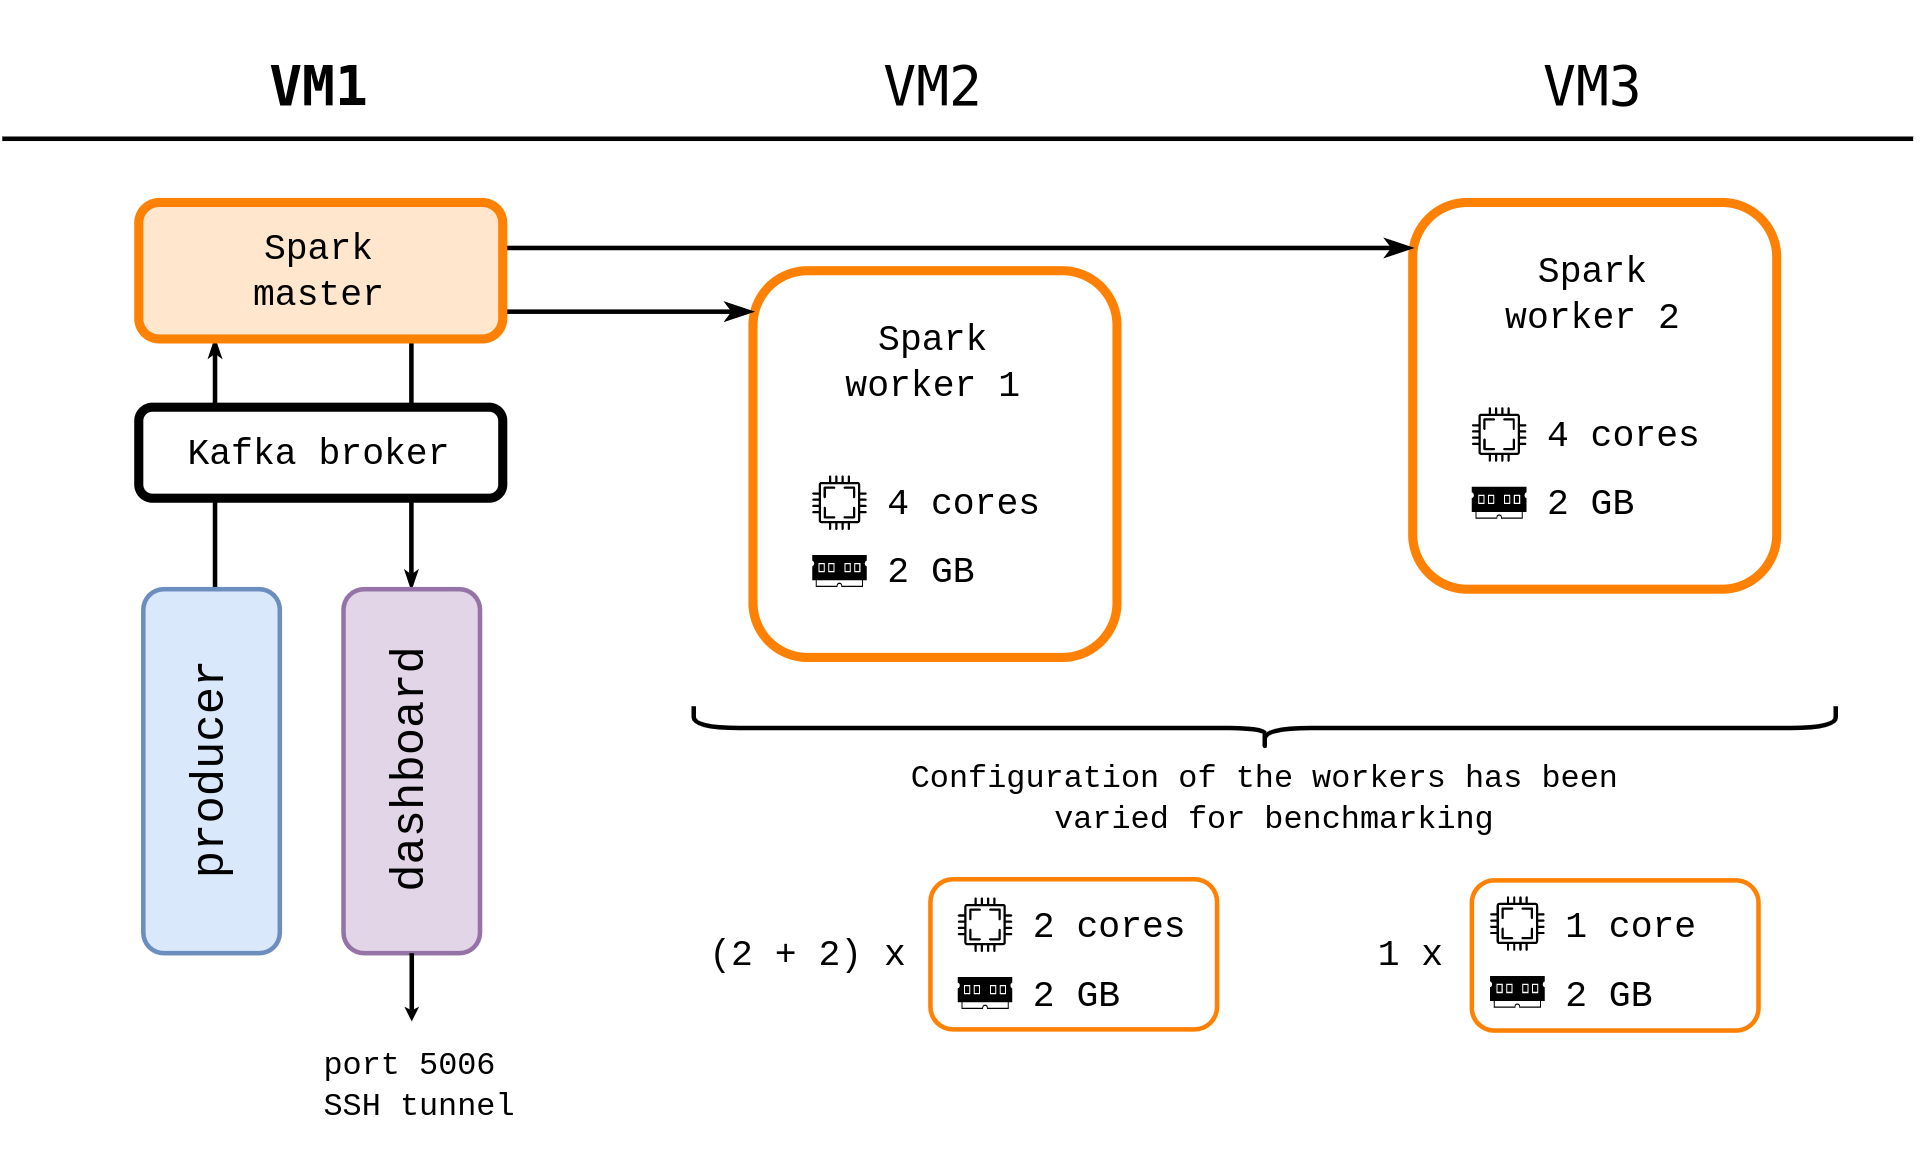 VM1
VM2
VM3
Spark
master
Kafka broker
producer
dashboard
port 5006
SSH tunnel
Spark
worker 1
4 cores
2 GB
Spark
worker 2
4 cores
2 GB
Configuration of the workers has been
varied for benchmarking
(2 + 2) x
2 cores
2 GB
1 x
1 core
2 GB